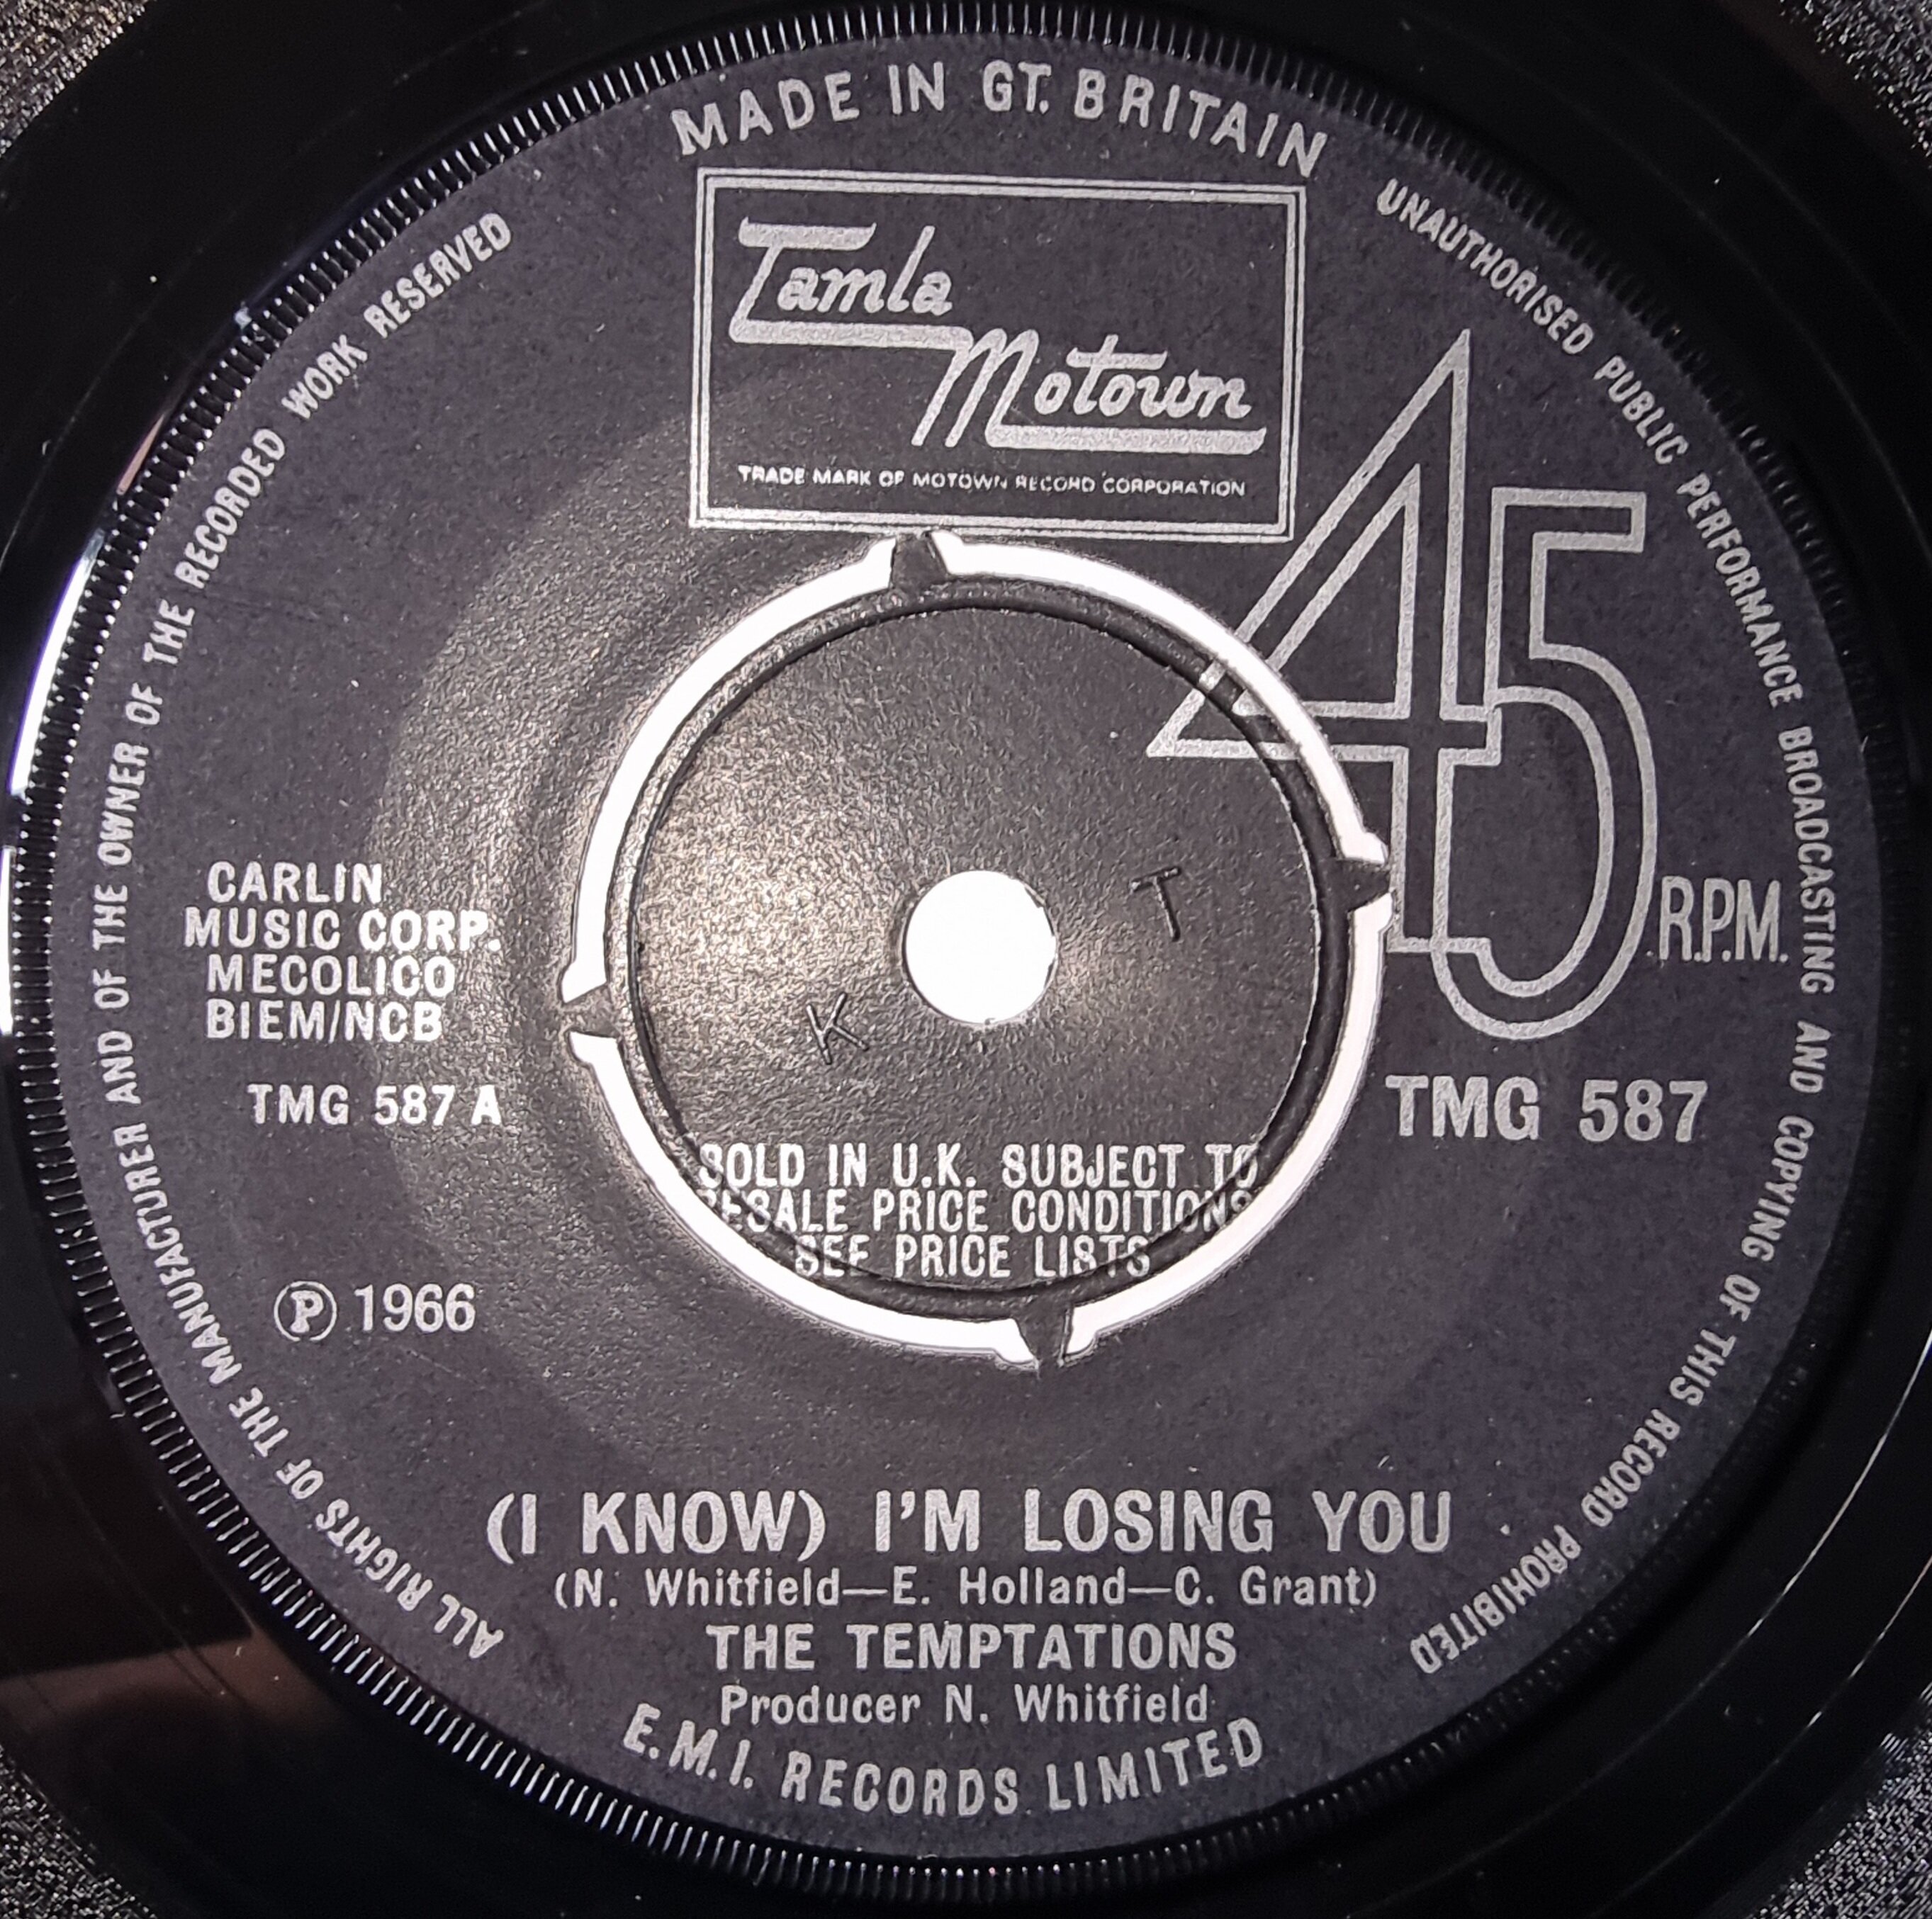 MADE IN GT. BRITAIN
UNAUTHORISED PUBLIC PERFORMANCE BROADCASTING AND COPYING OF THIS RECORD PROHIBITED
ALL RIGHTS OF THE MANUFACTURER AND OF THE OWNER OF THE RECORDED WORK RESERVED
Tamla
Motown
TRADE MARK OF MOTOWN RECORD CORPORATION
45
R.P.M.
CARLIN
MUSIC CORP.
MECOLICO
BIEM/NCB
TMG 587 A
TMG 587
T
K
SOLD IN U.K. SUBJECT TO
RESALE PRICE CONDITIONS
SEE PRICE LISTS
Ⓟ 1966
(I KNOW) I'M LOSING YOU
(N. Whitfield—E. Holland—C. Grant)
THE TEMPTATIONS
Producer N. Whitfield
E.M.I. RECORDS LIMITED